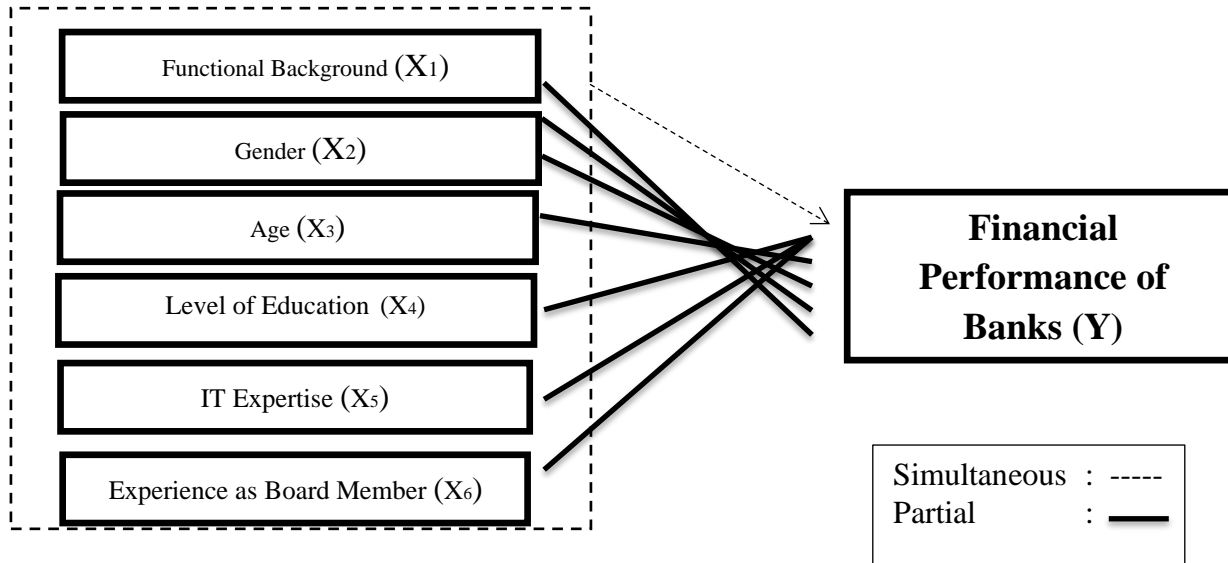 Functional Background (X1)
Gender (X2)
Age (X3)
Level of Education (X4)
IT Expertise (X5)
Experience as Board Member (X6)
Financial
Performance of
Banks (Y)
Simultaneous : -----
Partial :